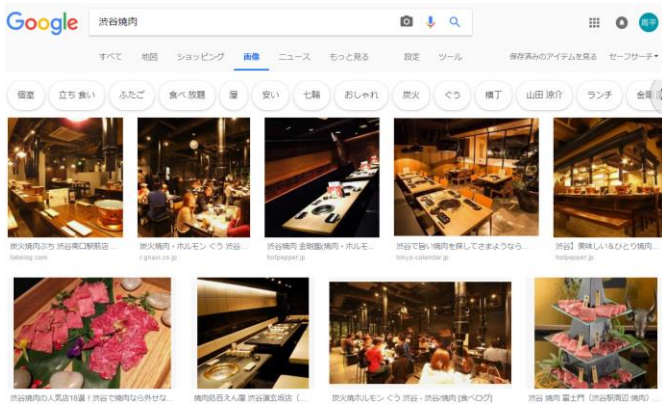 Google
渋谷焼肉
周平
すべて 地図 ショッピング 画像 ニュース もっと見る 設定 ツール 保存済みのアイテムを見る セーフサーチ▼
個室 立ち 食い ふたご 食べ 放題 屋 安い 七輪 おしゃれ 炭火 ぐう 横丁 山田 涼介 ランチ 金剛
炭火焼肉ぶち 渋谷南口駅前店 ...
tabelog.com
炭火焼肉・ホルモン ぐう 渋谷...
r.gnavi.co.jp
渋谷焼肉 金剛園(焼肉・ホルモ...
hotpepper.jp
渋谷で旨い焼肉を探してさまようなら...
tokyo-calendar.jp
渋谷】美味しい&ひとり焼肉...
hotpepper.jp
渋谷焼肉の人気店18選!渋谷で焼肉なら外せな...
焼肉処百えん屋 渋谷道玄坂店 (...
炭火焼ホルモン ぐう 渋谷 - 渋谷/焼肉 [食べログ]
渋谷 焼肉 富士門(渋谷駅周辺 焼肉)...